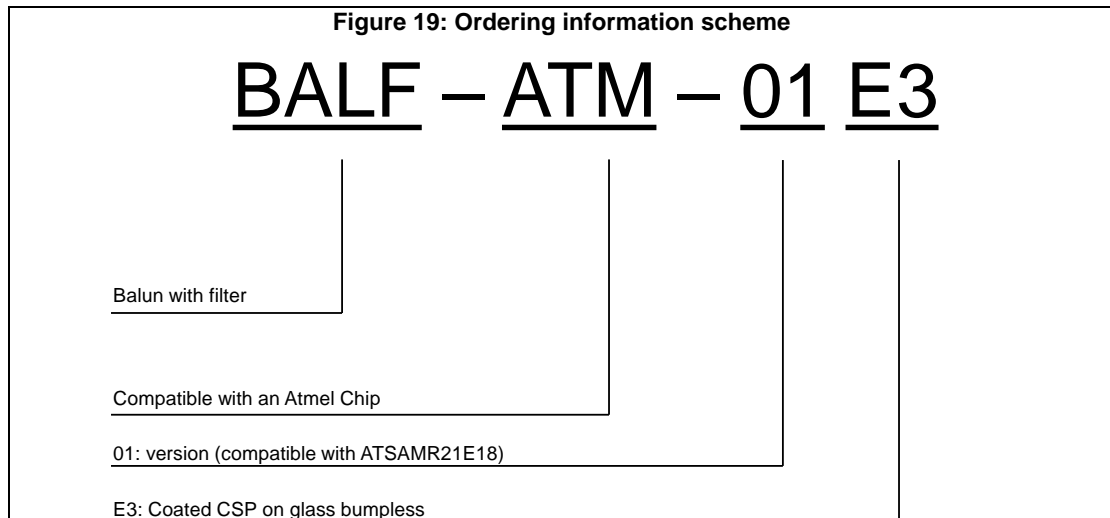 Figure 19: Ordering information scheme
BALF – ATM – 01 E3
Balun with filter
Compatible with an Atmel Chip
01: version (compatible with ATSAMR21E18)
E3: Coated CSP on glass bumpless